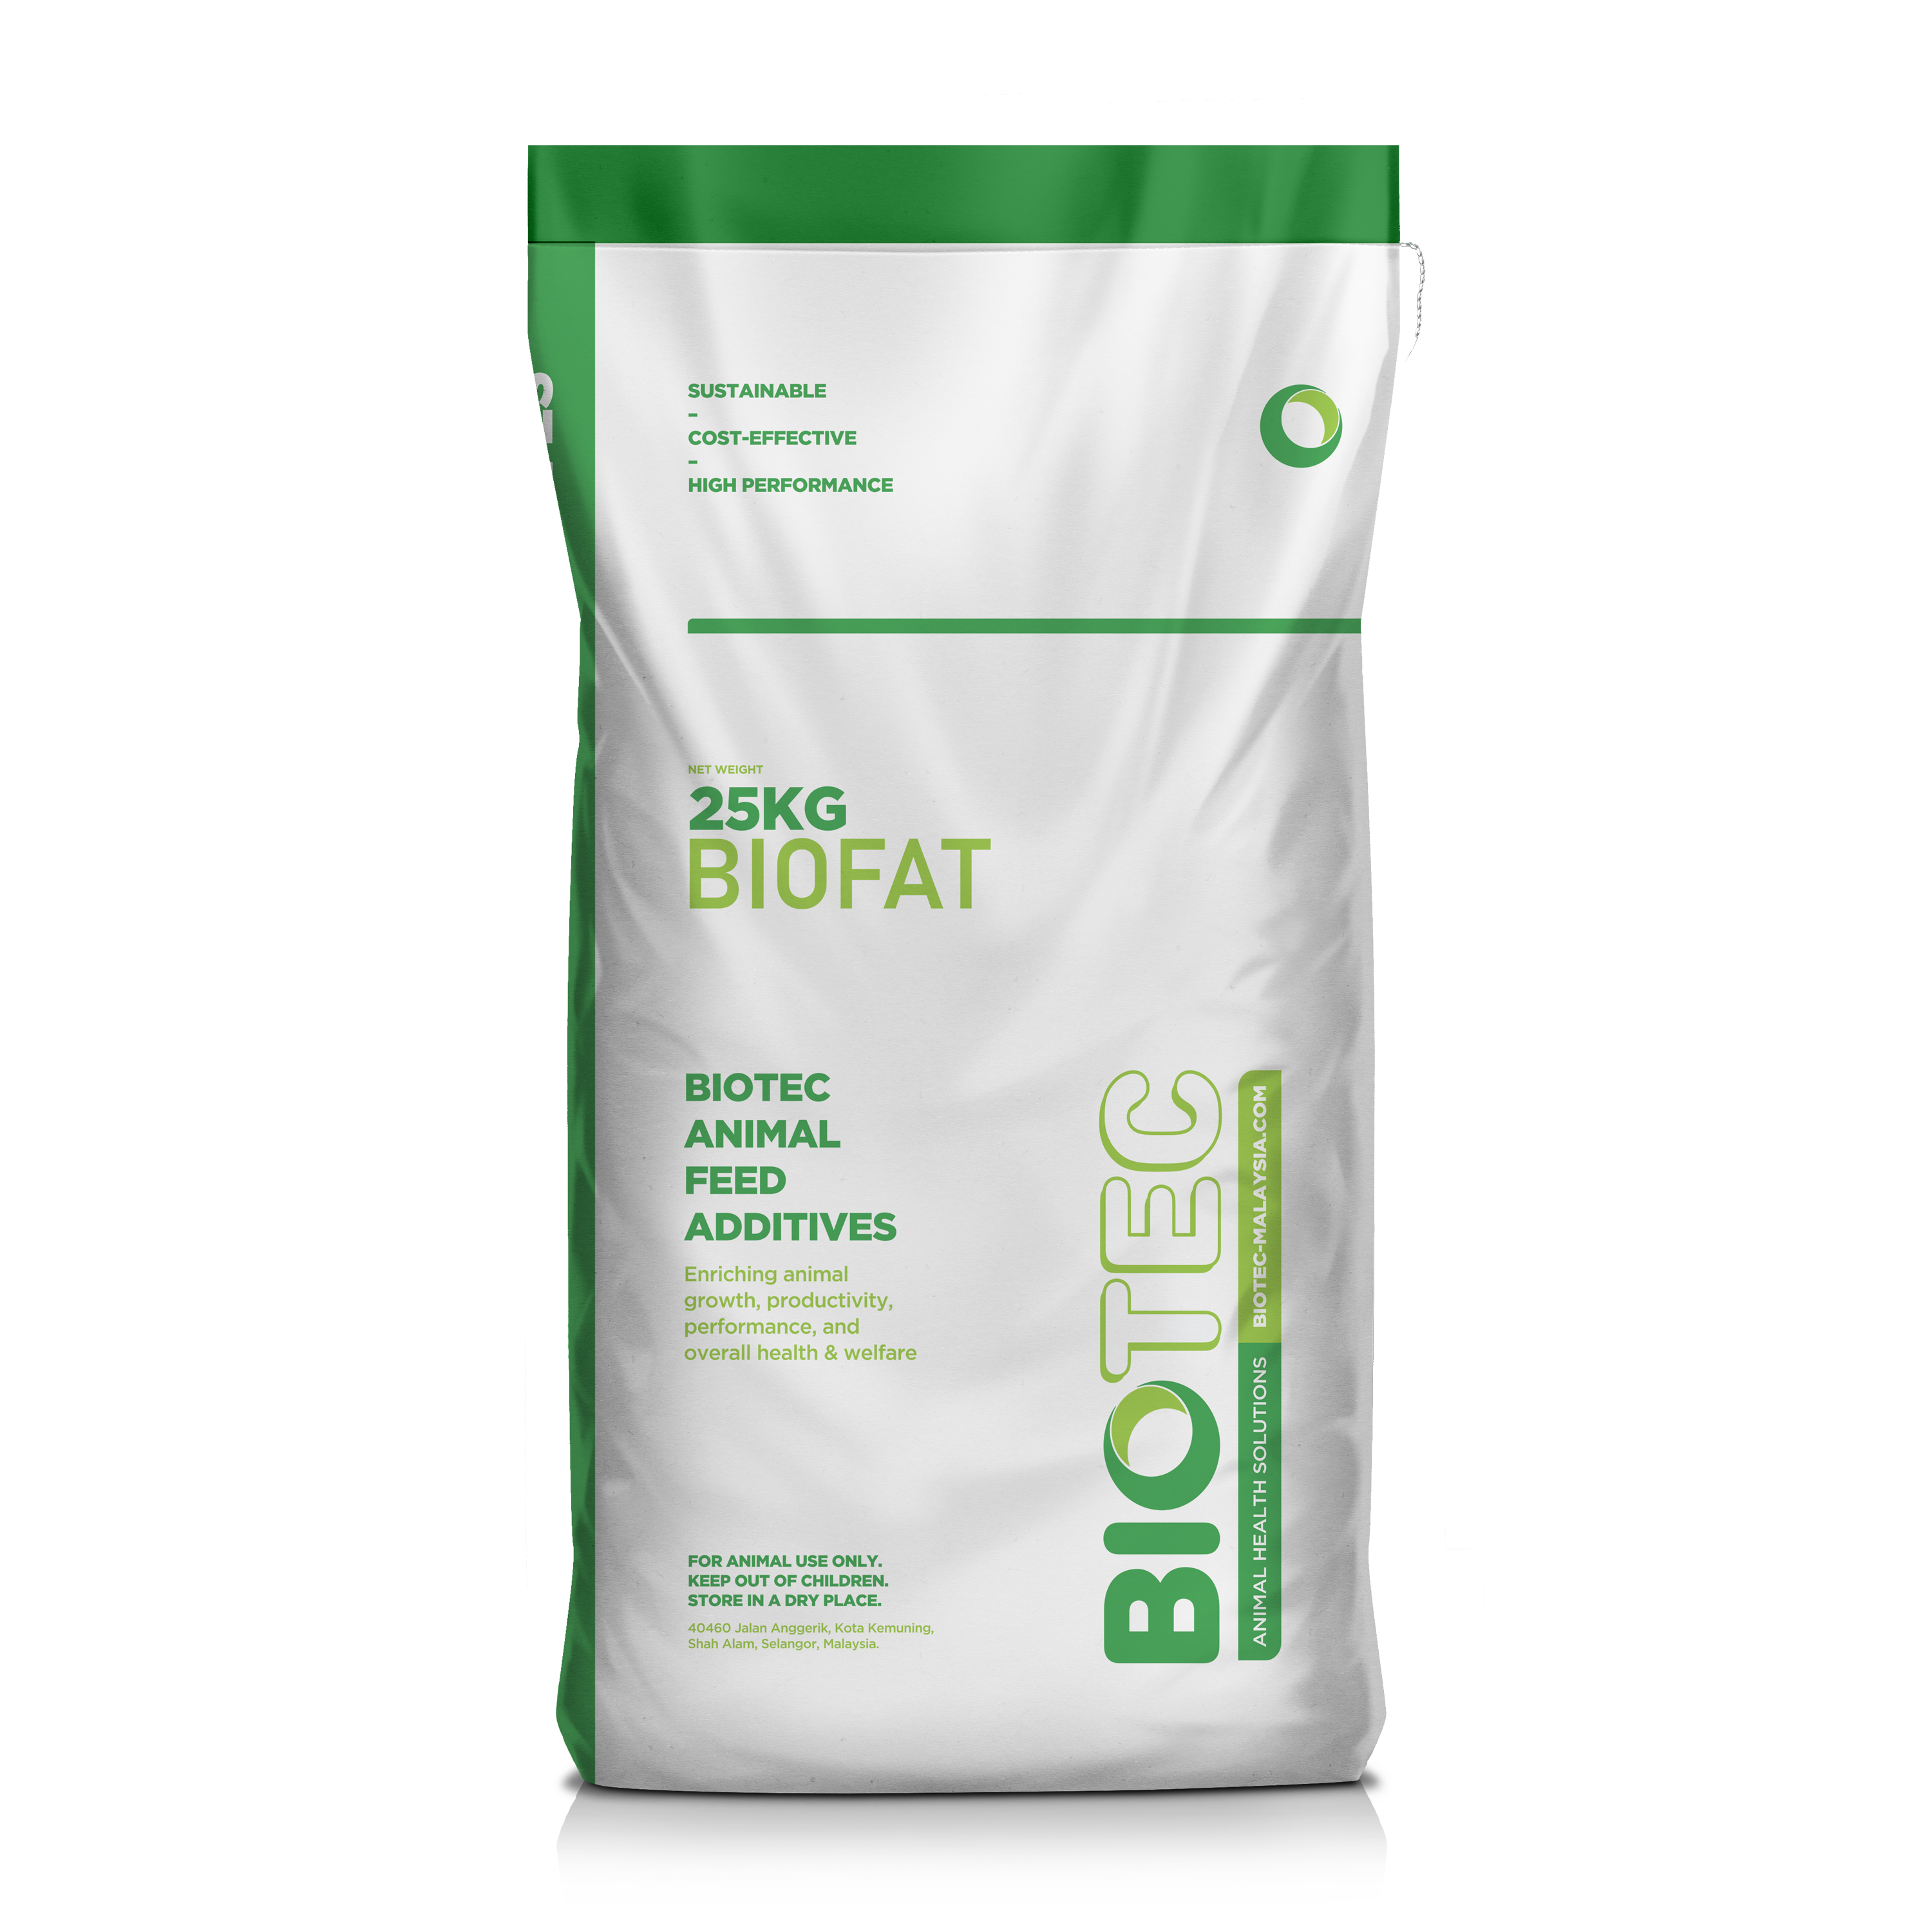 SUSTAINABLE
–
COST-EFFECTIVE
–
HIGH PERFORMANCE
NET WEIGHT
25KG
BIOFAT
BIOTEC
ANIMAL
FEED
ADDITIVES
Enriching animal
growth, productivity,
performance, and
overall health & welfare
BIOTEC
ANIMAL HEALTH SOLUTIONS BIOTEC-MALAYSIA.COM
FOR ANIMAL USE ONLY.
KEEP OUT OF CHILDREN.
STORE IN A DRY PLACE.
40460 Jalan Anggerik, Kota Kemuning,
Shah Alam, Selangor, Malaysia.